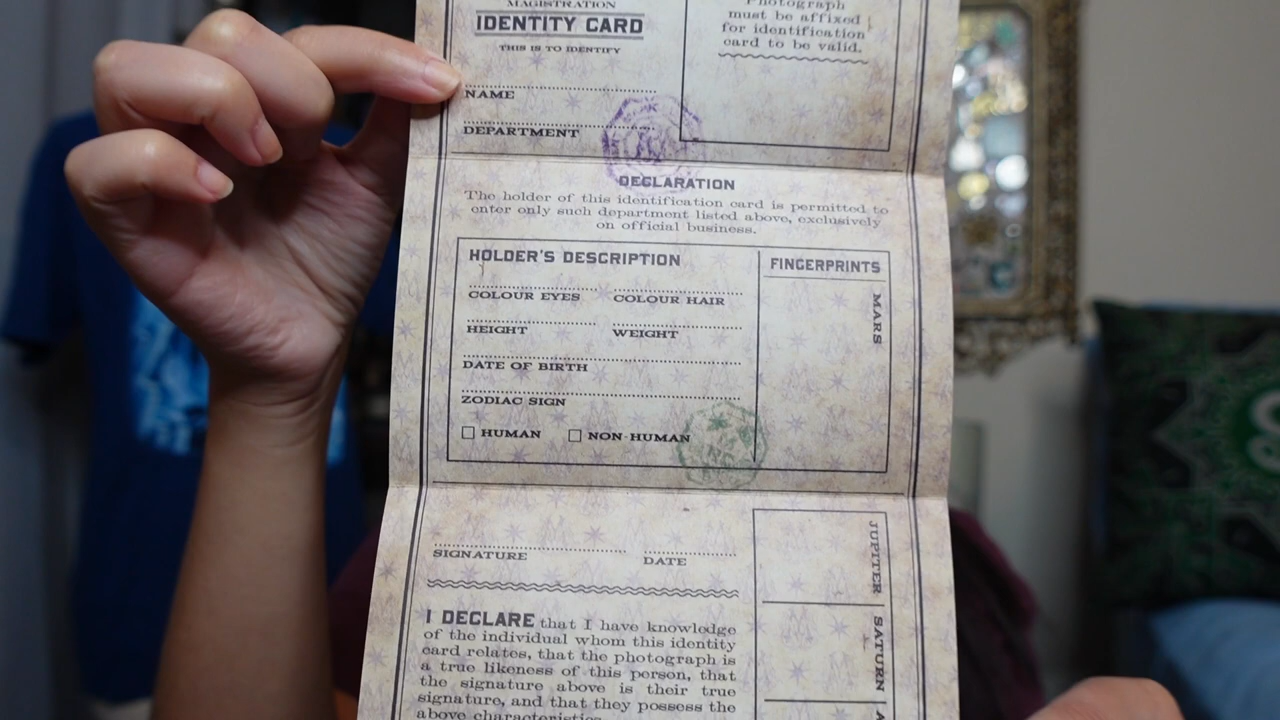 MAGISTRATION
IDENTITY CARD
THIS IS TO IDENTIFY
NAME
DEPARTMENT
Photograph
must be affixed
for identification
card to be valid.
DECLARATION
The holder of this identification card is permitted to
enter only such department listed above, exclusively
on official business.
HOLDER'S DESCRIPTION
COLOUR EYES COLOUR HAIR
HEIGHT WEIGHT
DATE OF BIRTH
ZODIAC SIGN
HUMAN NON-HUMAN
FINGERPRINTS
MARS
SIGNATURE DATE
I DECLARE that I have knowledge
of the individual whom this identity
card relates, that the photograph is
a true likeness of this person, that
the signature above is their true
signature, and that they possess the
above characteristics
JUPITER
SATURN